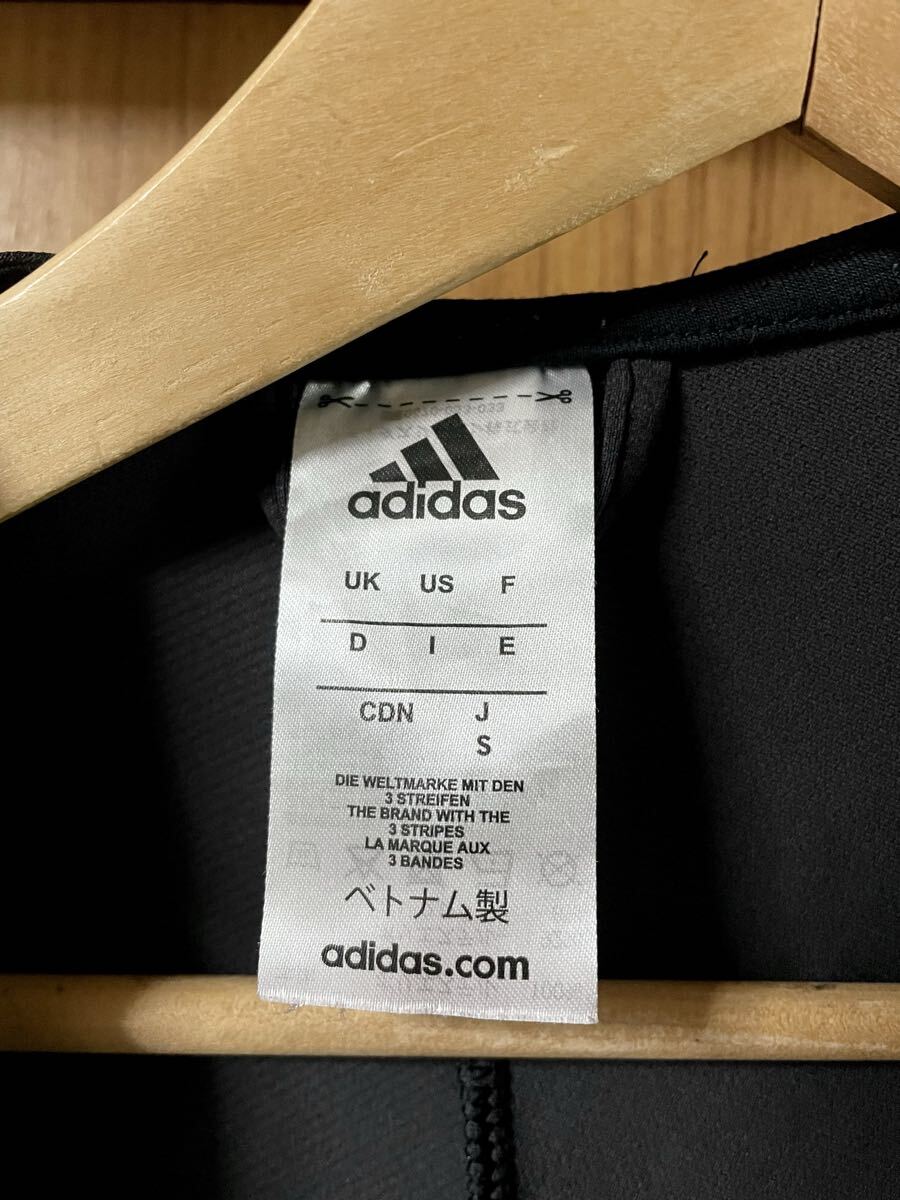 adidas
UK US F
D I E
CDN J
S
DIE WELTMARKE MIT DEN
3 STREIFEN
THE BRAND WITH THE
3 STRIPES
LA MARQUE AUX
3 BANDES
ベトナム製
adidas.com